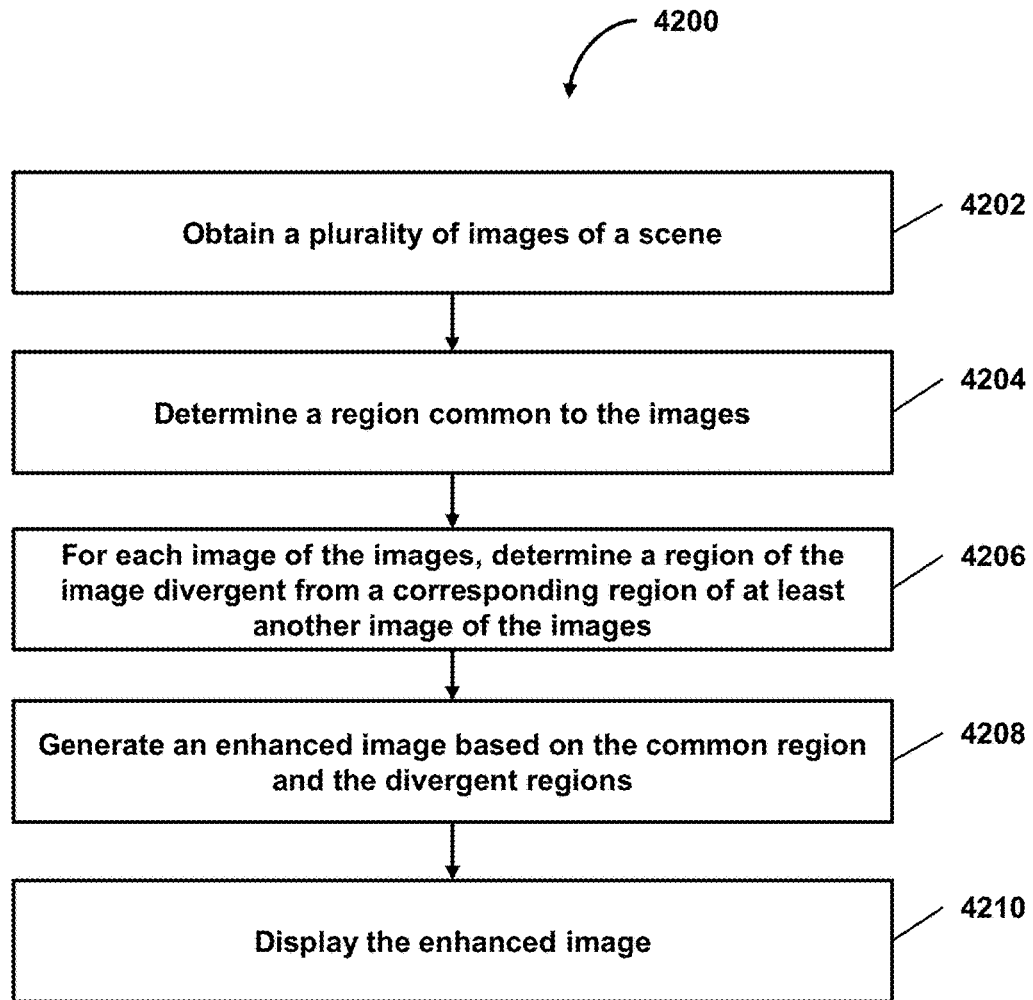 4200
Obtain a plurality of images of a scene
4202
Determine a region common to the images
4204
For each image of the images, determine a region of the
image divergent from a corresponding region of at least
another image of the images
4206
Generate an enhanced image based on the common region
and the divergent regions
4208
Display the enhanced image
4210